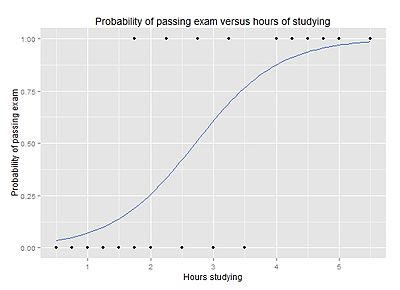 Probability of passing exam versus hours of studying
1.00
0.75
0.50
0.25
0.00
Probability of passing exam
1 2 3 4 5
Hours studying